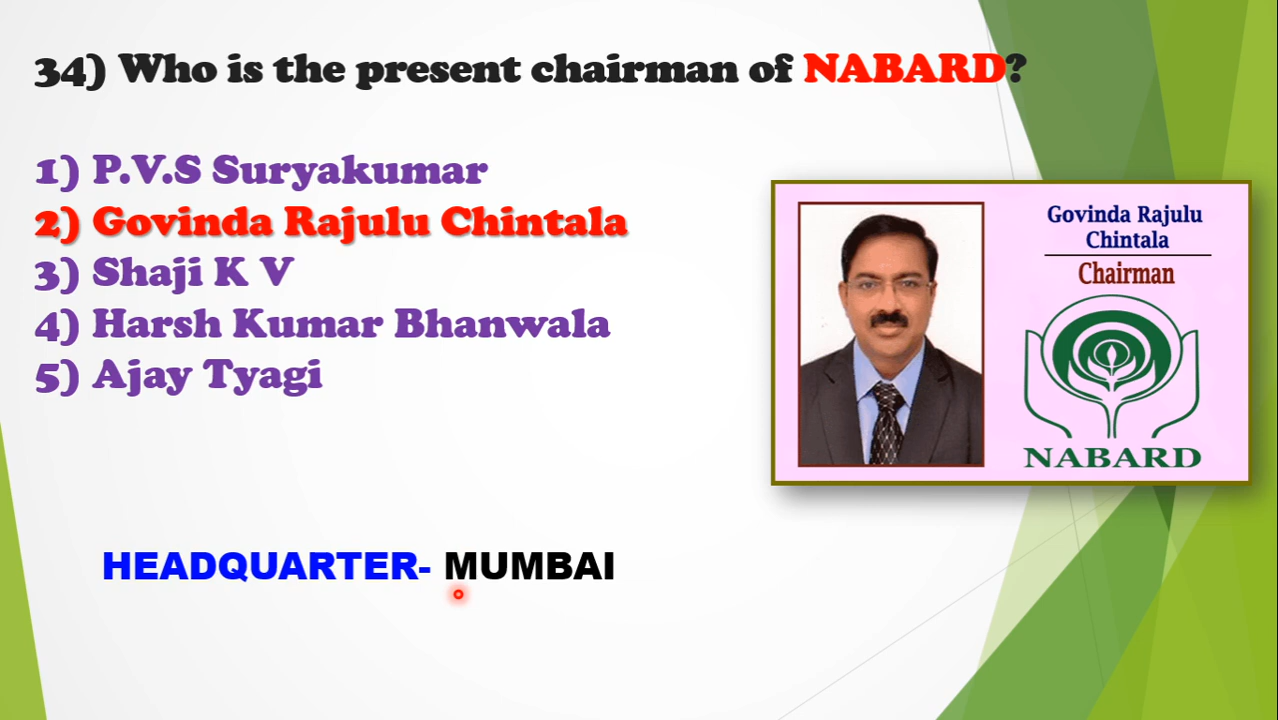 34) Who is the present chairman of NABARD?
1) P.V.S Suryakumar
2) Govinda Rajulu Chintala
3) Shaji K V
4) Harsh Kumar Bhanwala
5) Ajay Tyagi
Govinda Rajulu
Chintala
Chairman
NABARD
HEADQUARTER- MUMBAI